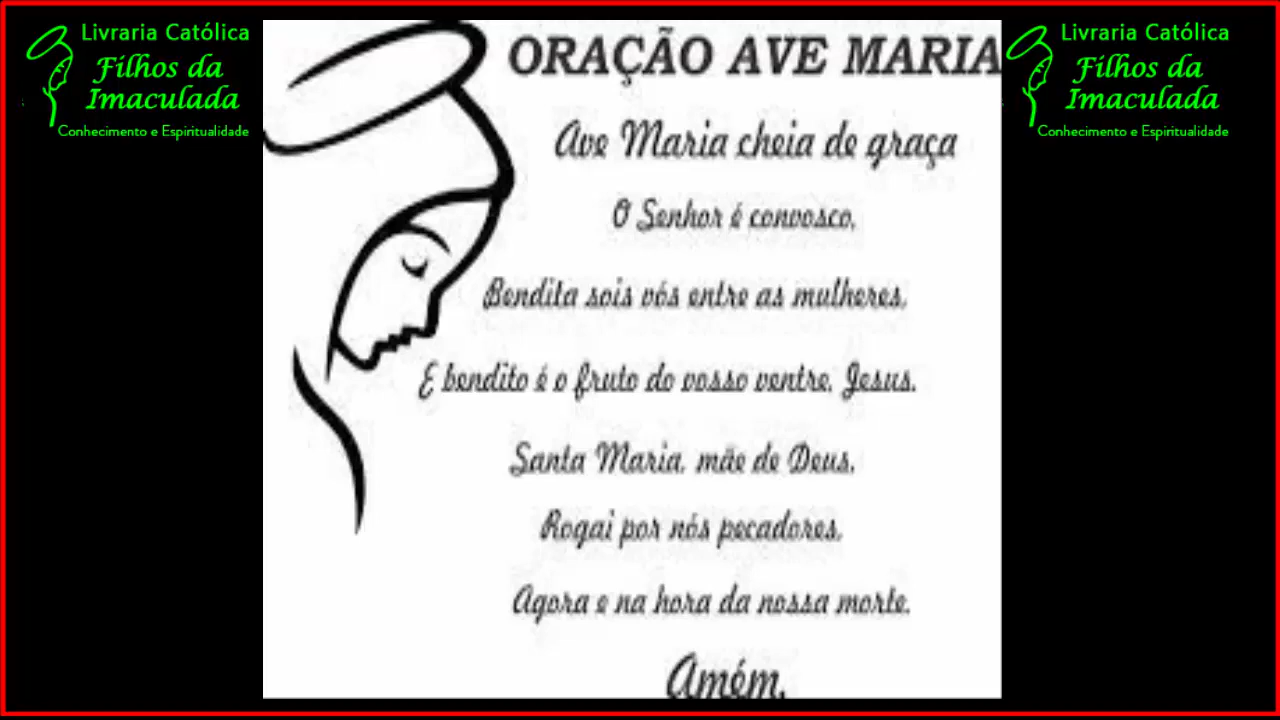 Livraria Católica
Filhos da
Imaculada
Conhecimento e Espiritualidade
ORAÇÃO AVE MARIA
Ave Maria cheia de graça
O Senhor é convosco,
Bendita sois vós entre as mulheres,
E bendito é o fruto do vosso ventre, Jesus.
Santa Maria, mãe de Deus,
Rogai por nós pecadores,
Agora e na hora da nossa morte.
Amém.
Livraria Católica
Filhos da
Imaculada
Conhecimento e Espiritualidade